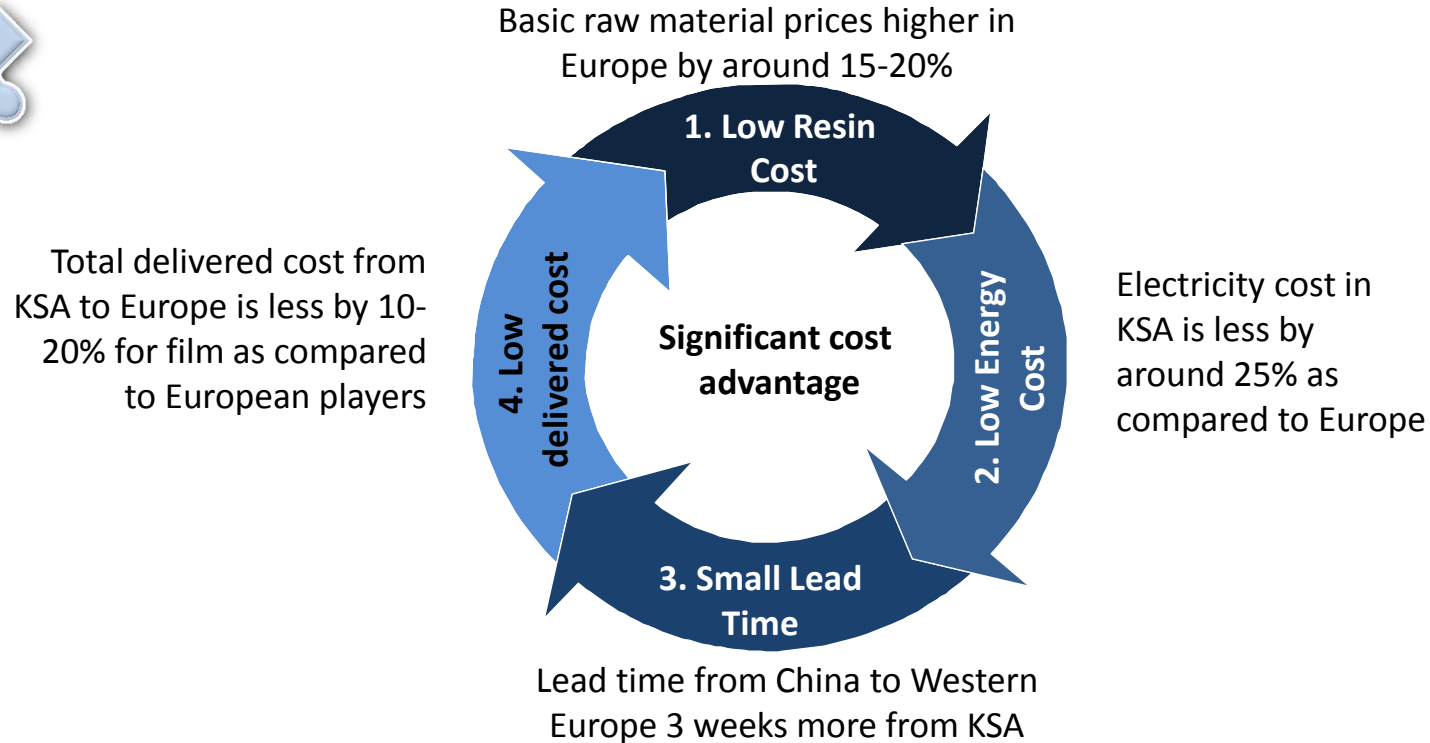 Basic raw material prices higher in
Europe by around 15-20%
1. Low Resin
Cost
Total delivered cost from
KSA to Europe is less by 10-
20% for film as compared
to European players
4. Low
delivered cost
Significant cost
advantage
2. Low Energy
Cost
Electricity cost in
KSA is less by
around 25% as
compared to Europe
3. Small Lead
Time
Lead time from China to Western
Europe 3 weeks more from KSA